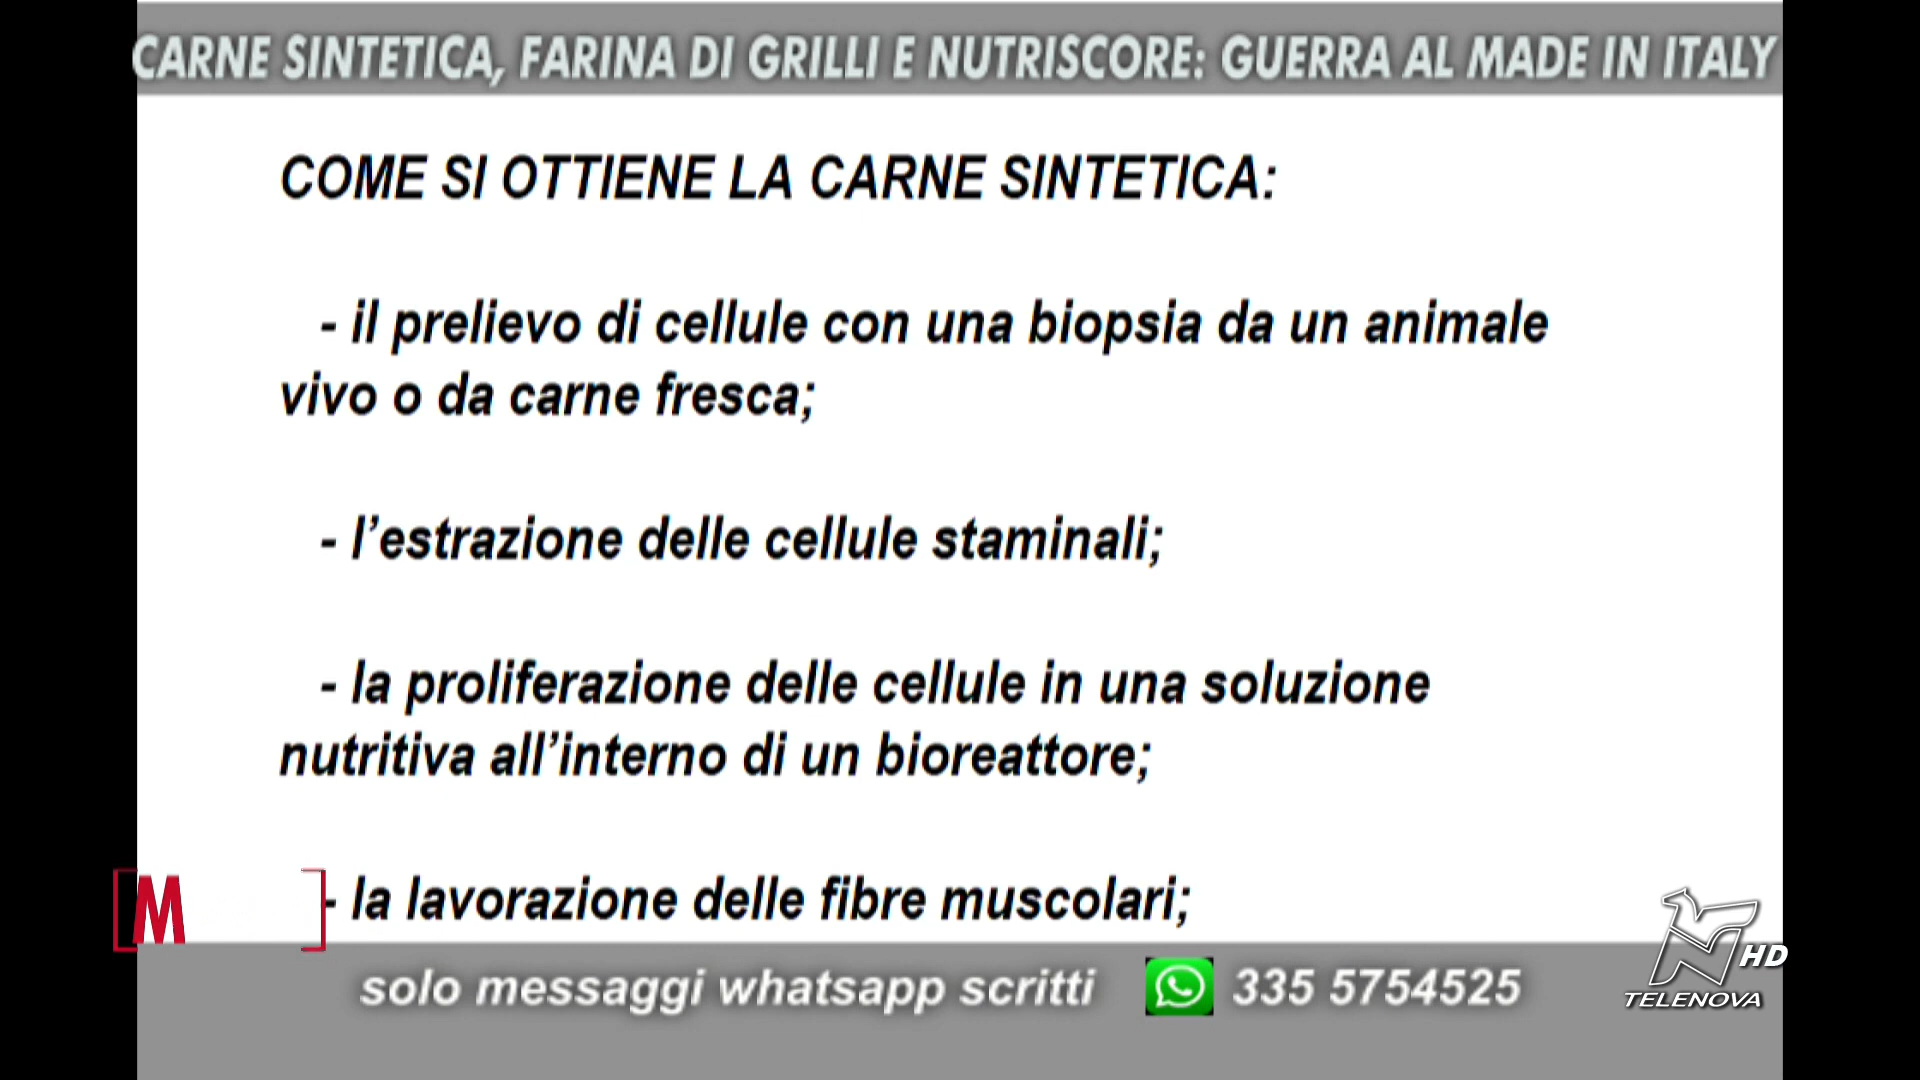 CARNE SINTETICA, FARINA DI GRILLI E NUTRISCORE: GUERRA AL MADE IN ITALY
COME SI OTTIENE LA CARNE SINTETICA:
- il prelievo di cellule con una biopsia da un animale
vivo o da carne fresca;
- l’estrazione delle cellule staminali;
- la proliferazione delle cellule in una soluzione
nutritiva all’interno di un bioreattore;
- la lavorazione delle fibre muscolari;
[M ]
solo messaggi whatsapp scritti 335 5754525
HD
TELENOVA